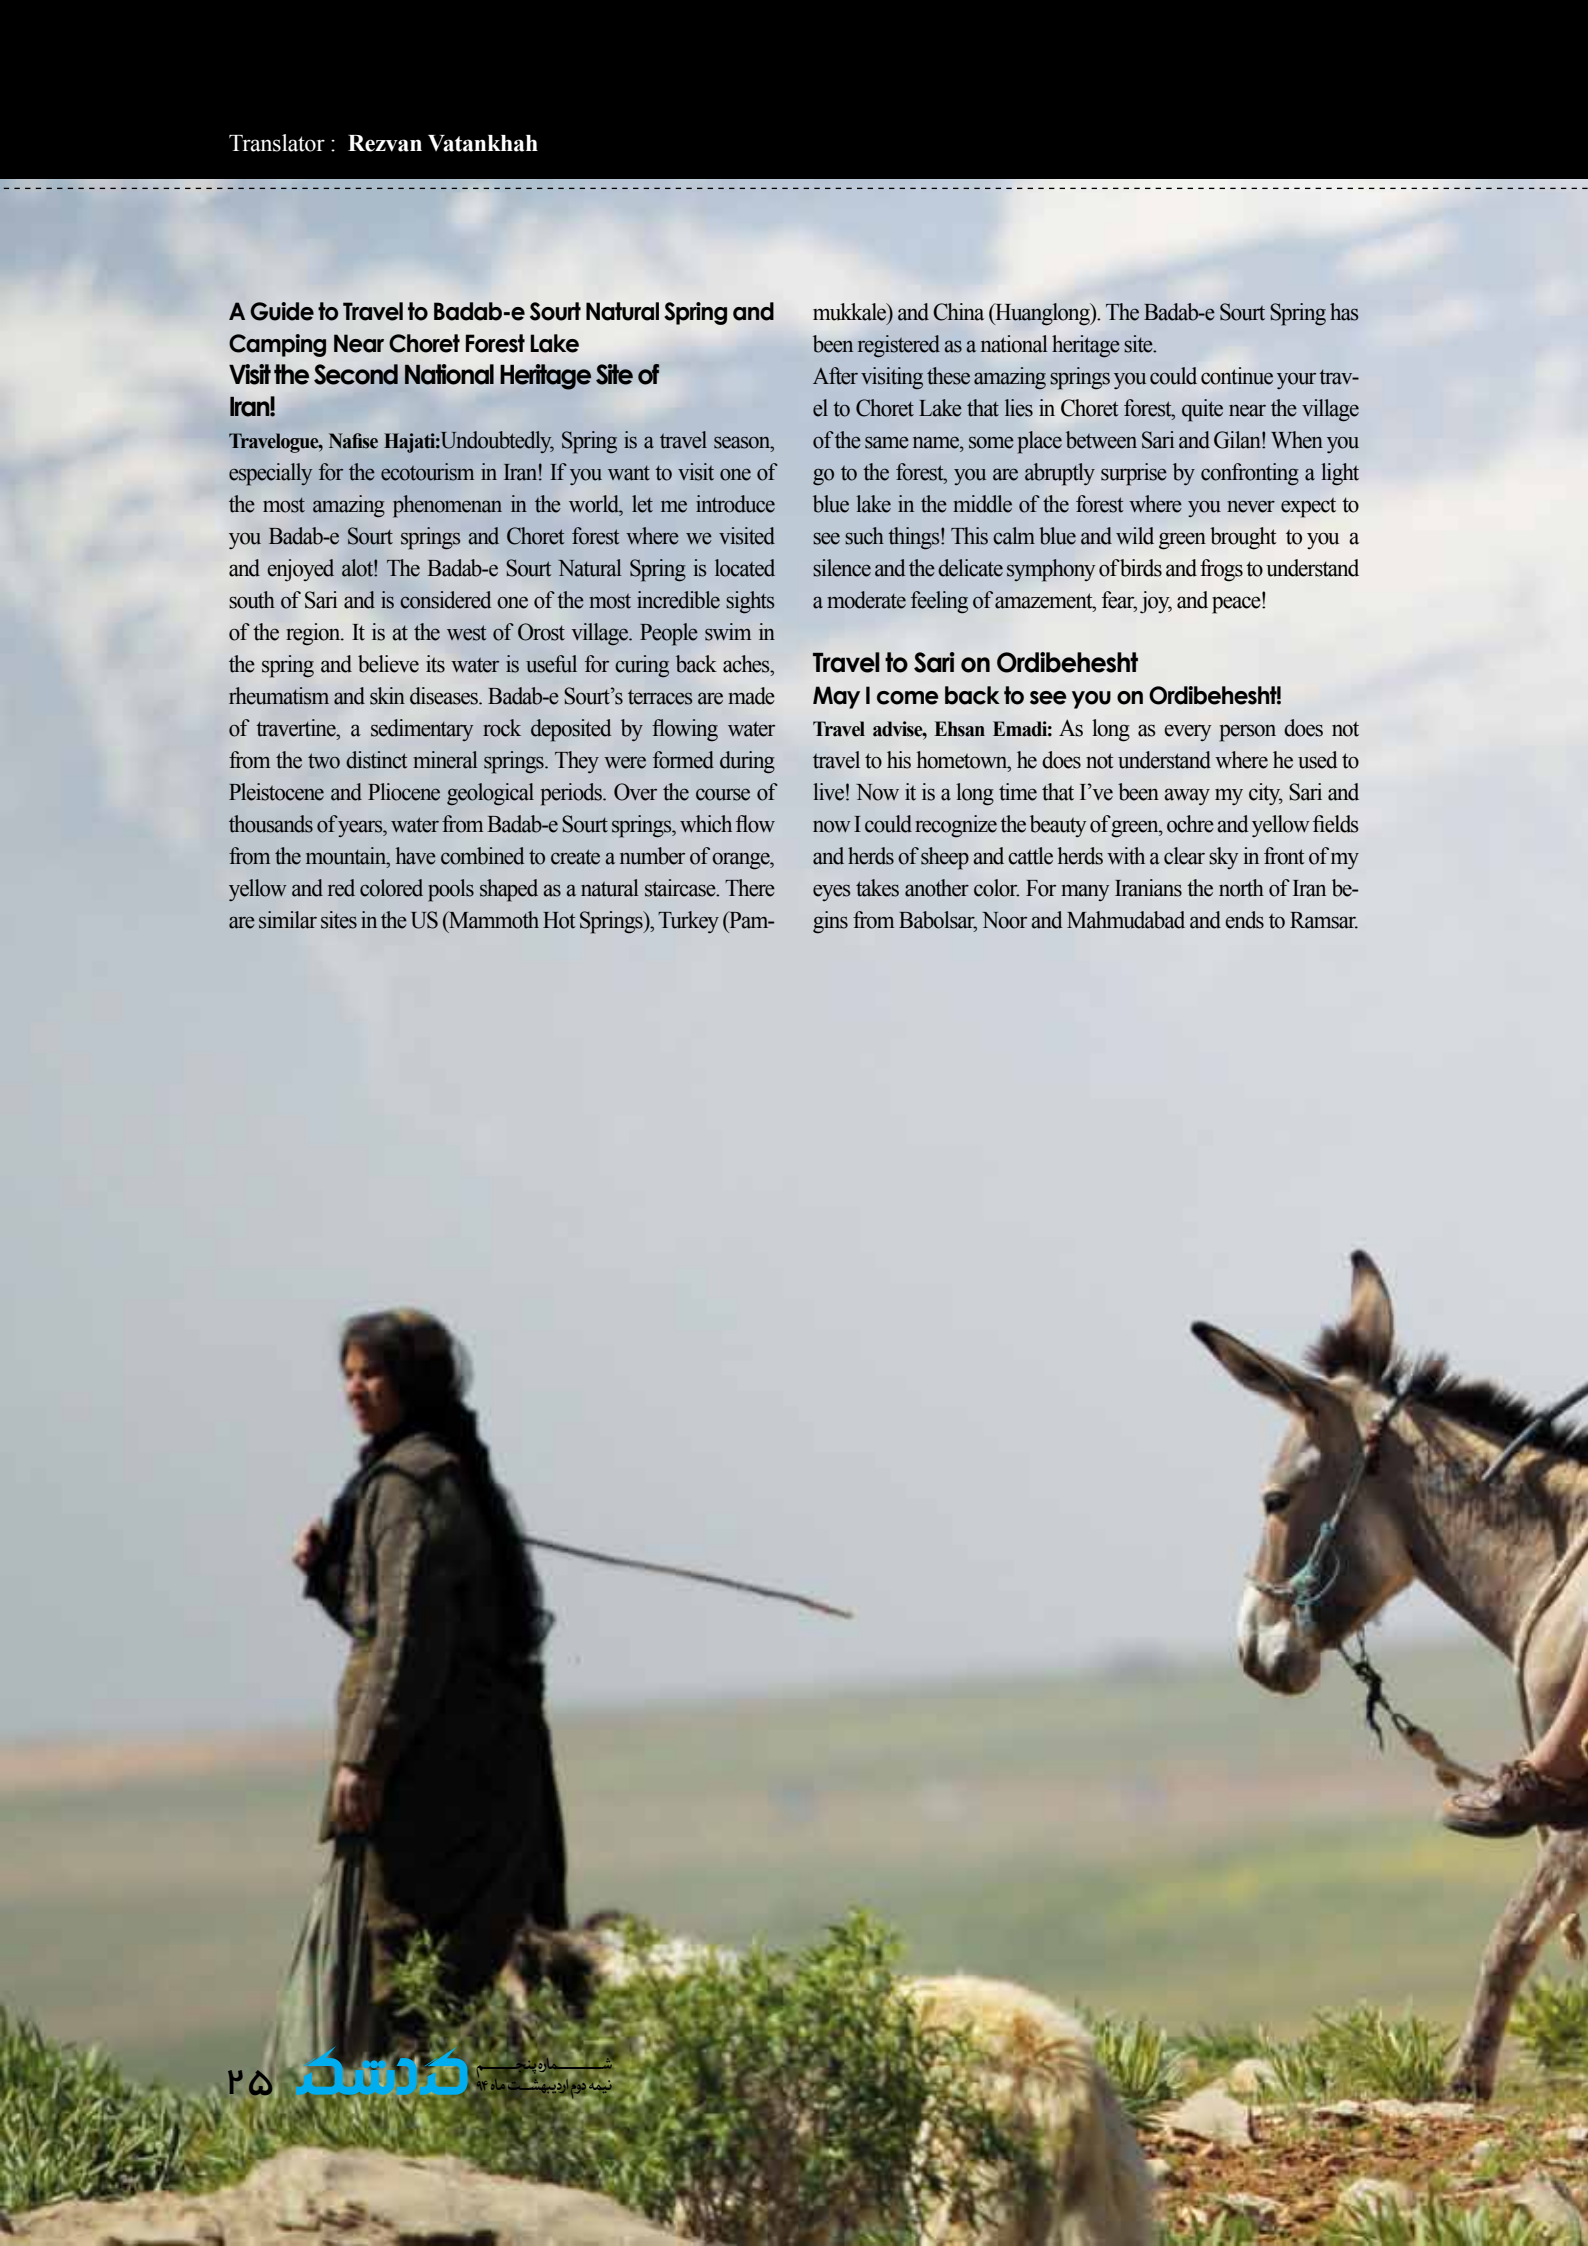 Translator : Rezvan Vatankhah
A Guide to Travel to Badab-e Sourt Natural Spring and
Camping Near Choret Forest Lake
Visit the Second National Heritage Site of
Iran!
Travelogue, Nafise Hajati:Undoubtedly, Spring is a travel season,
especially for the ecotourism in Iran! If you want to visit one of
the most amazing phenomenan in the world, let me introduce
you Badab-e Sourt springs and Choret forest where we visited
and enjoyed alot! The Badab-e Sourt Natural Spring is located
south of Sari and is considered one of the most incredible sights
of the region. It is at the west of Orost village. People swim in
the spring and believe its water is useful for curing back aches,
rheumatism and skin diseases. Badab-e Sourt’s terraces are made
of travertine, a sedimentary rock deposited by flowing water
from the two distinct mineral springs. They were formed during
Pleistocene and Pliocene geological periods. Over the course of
thousands of years, water from Badab-e Sourt springs, which flow
from the mountain, have combined to create a number of orange,
yellow and red colored pools shaped as a natural staircase. There
are similar sites in the US (Mammoth Hot Springs), Turkey (Pam-
mukkale) and China (Huanglong). The Badab-e Sourt Spring has
been registered as a national heritage site.
After visiting these amazing springs you could continue your trav-
el to Choret Lake that lies in Choret forest, quite near the village
of the same name, some place between Sari and Gilan! When you
go to the forest, you are abruptly surprise by confronting a light
blue lake in the middle of the forest where you never expect to
see such things! This calm blue and wild green brought to you a
silence and the delicate symphony of birds and frogs to understand
a moderate feeling of amazement, fear, joy, and peace!
Travel to Sari on Ordibehesht
May I come back to see you on Ordibehesht!
Travel advise, Ehsan Emadi: As long as every person does not
travel to his hometown, he does not understand where he used to
live! Now it is a long time that I’ve been away my city, Sari and
now I could recognize the beauty of green, ochre and yellow fields
and herds of sheep and cattle herds with a clear sky in front of my
eyes takes another color. For many Iranians the north of Iran be-
gins from Babolsar, Noor and Mahmudabad and ends to Ramsar.
شماره پنجم
نیمه دوم اردیبهشت ماه ۹۴
گردشگر
۲۵